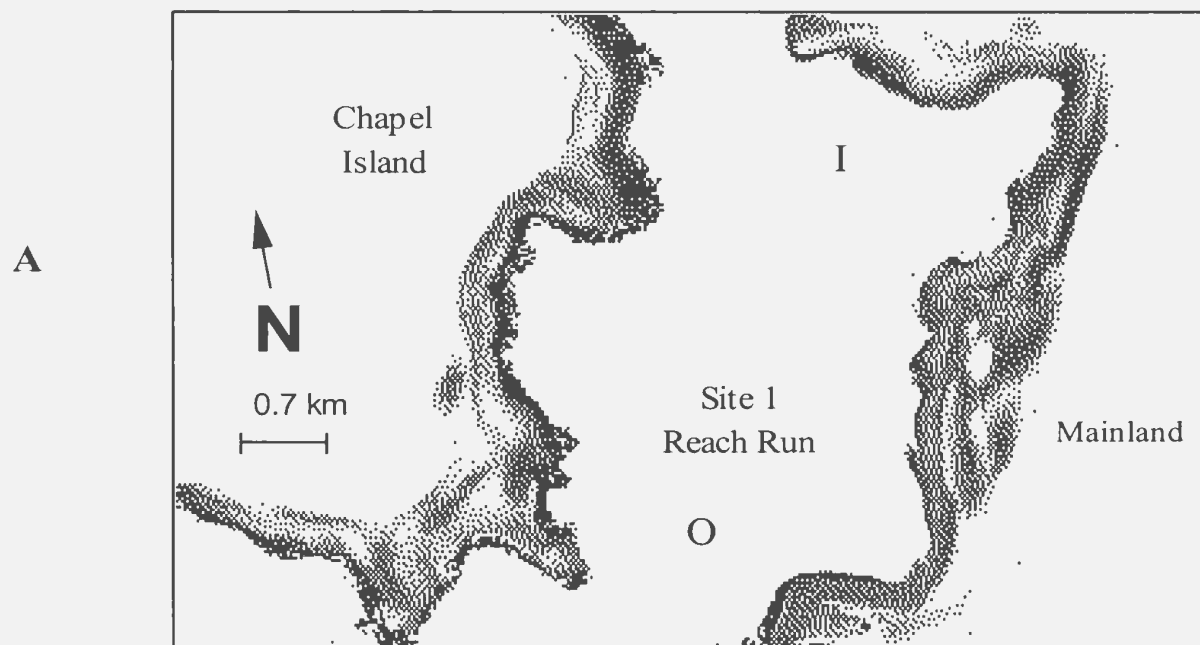 Chapel
Island
I
A
N
0.7 km
Site 1
Reach Run
Mainland
O